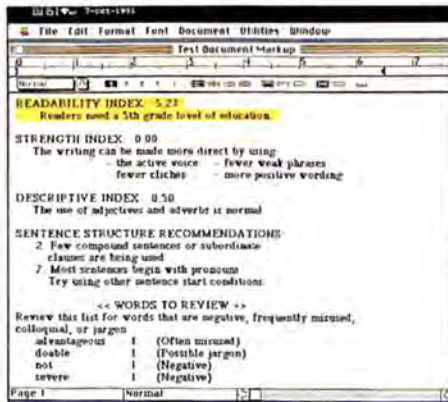 7-oct-1991
File Edit Format Font Document Utilities Window
Test Document Markup
Normal
READABILITY INDEX 5.21
Readers need a 5th grade level of education.
STRENGTH INDEX 0.00
The writing can be made more direct by using
- the active voice - fewer weak phrases
fewer cliches - more positive wording
DESCRIPTIVE INDEX 0.50
The use of adjectives and adverbs is normal
SENTENCE STRUCTURE RECOMMENDATIONS
2. Few compound sentences or subordinate
clauses are being used
7. Most sentences begin with pronouns
Try using other sentence start conditions
<< WORDS TO REVIEW >>
Review this list for words that are negative, frequently misused,
colloquial, or jargon
advantageous 1 (Often misused)
doable 1 (Possible jargon)
not 1 (Negative)
severe 1 (Negative)
Page 1 Normal